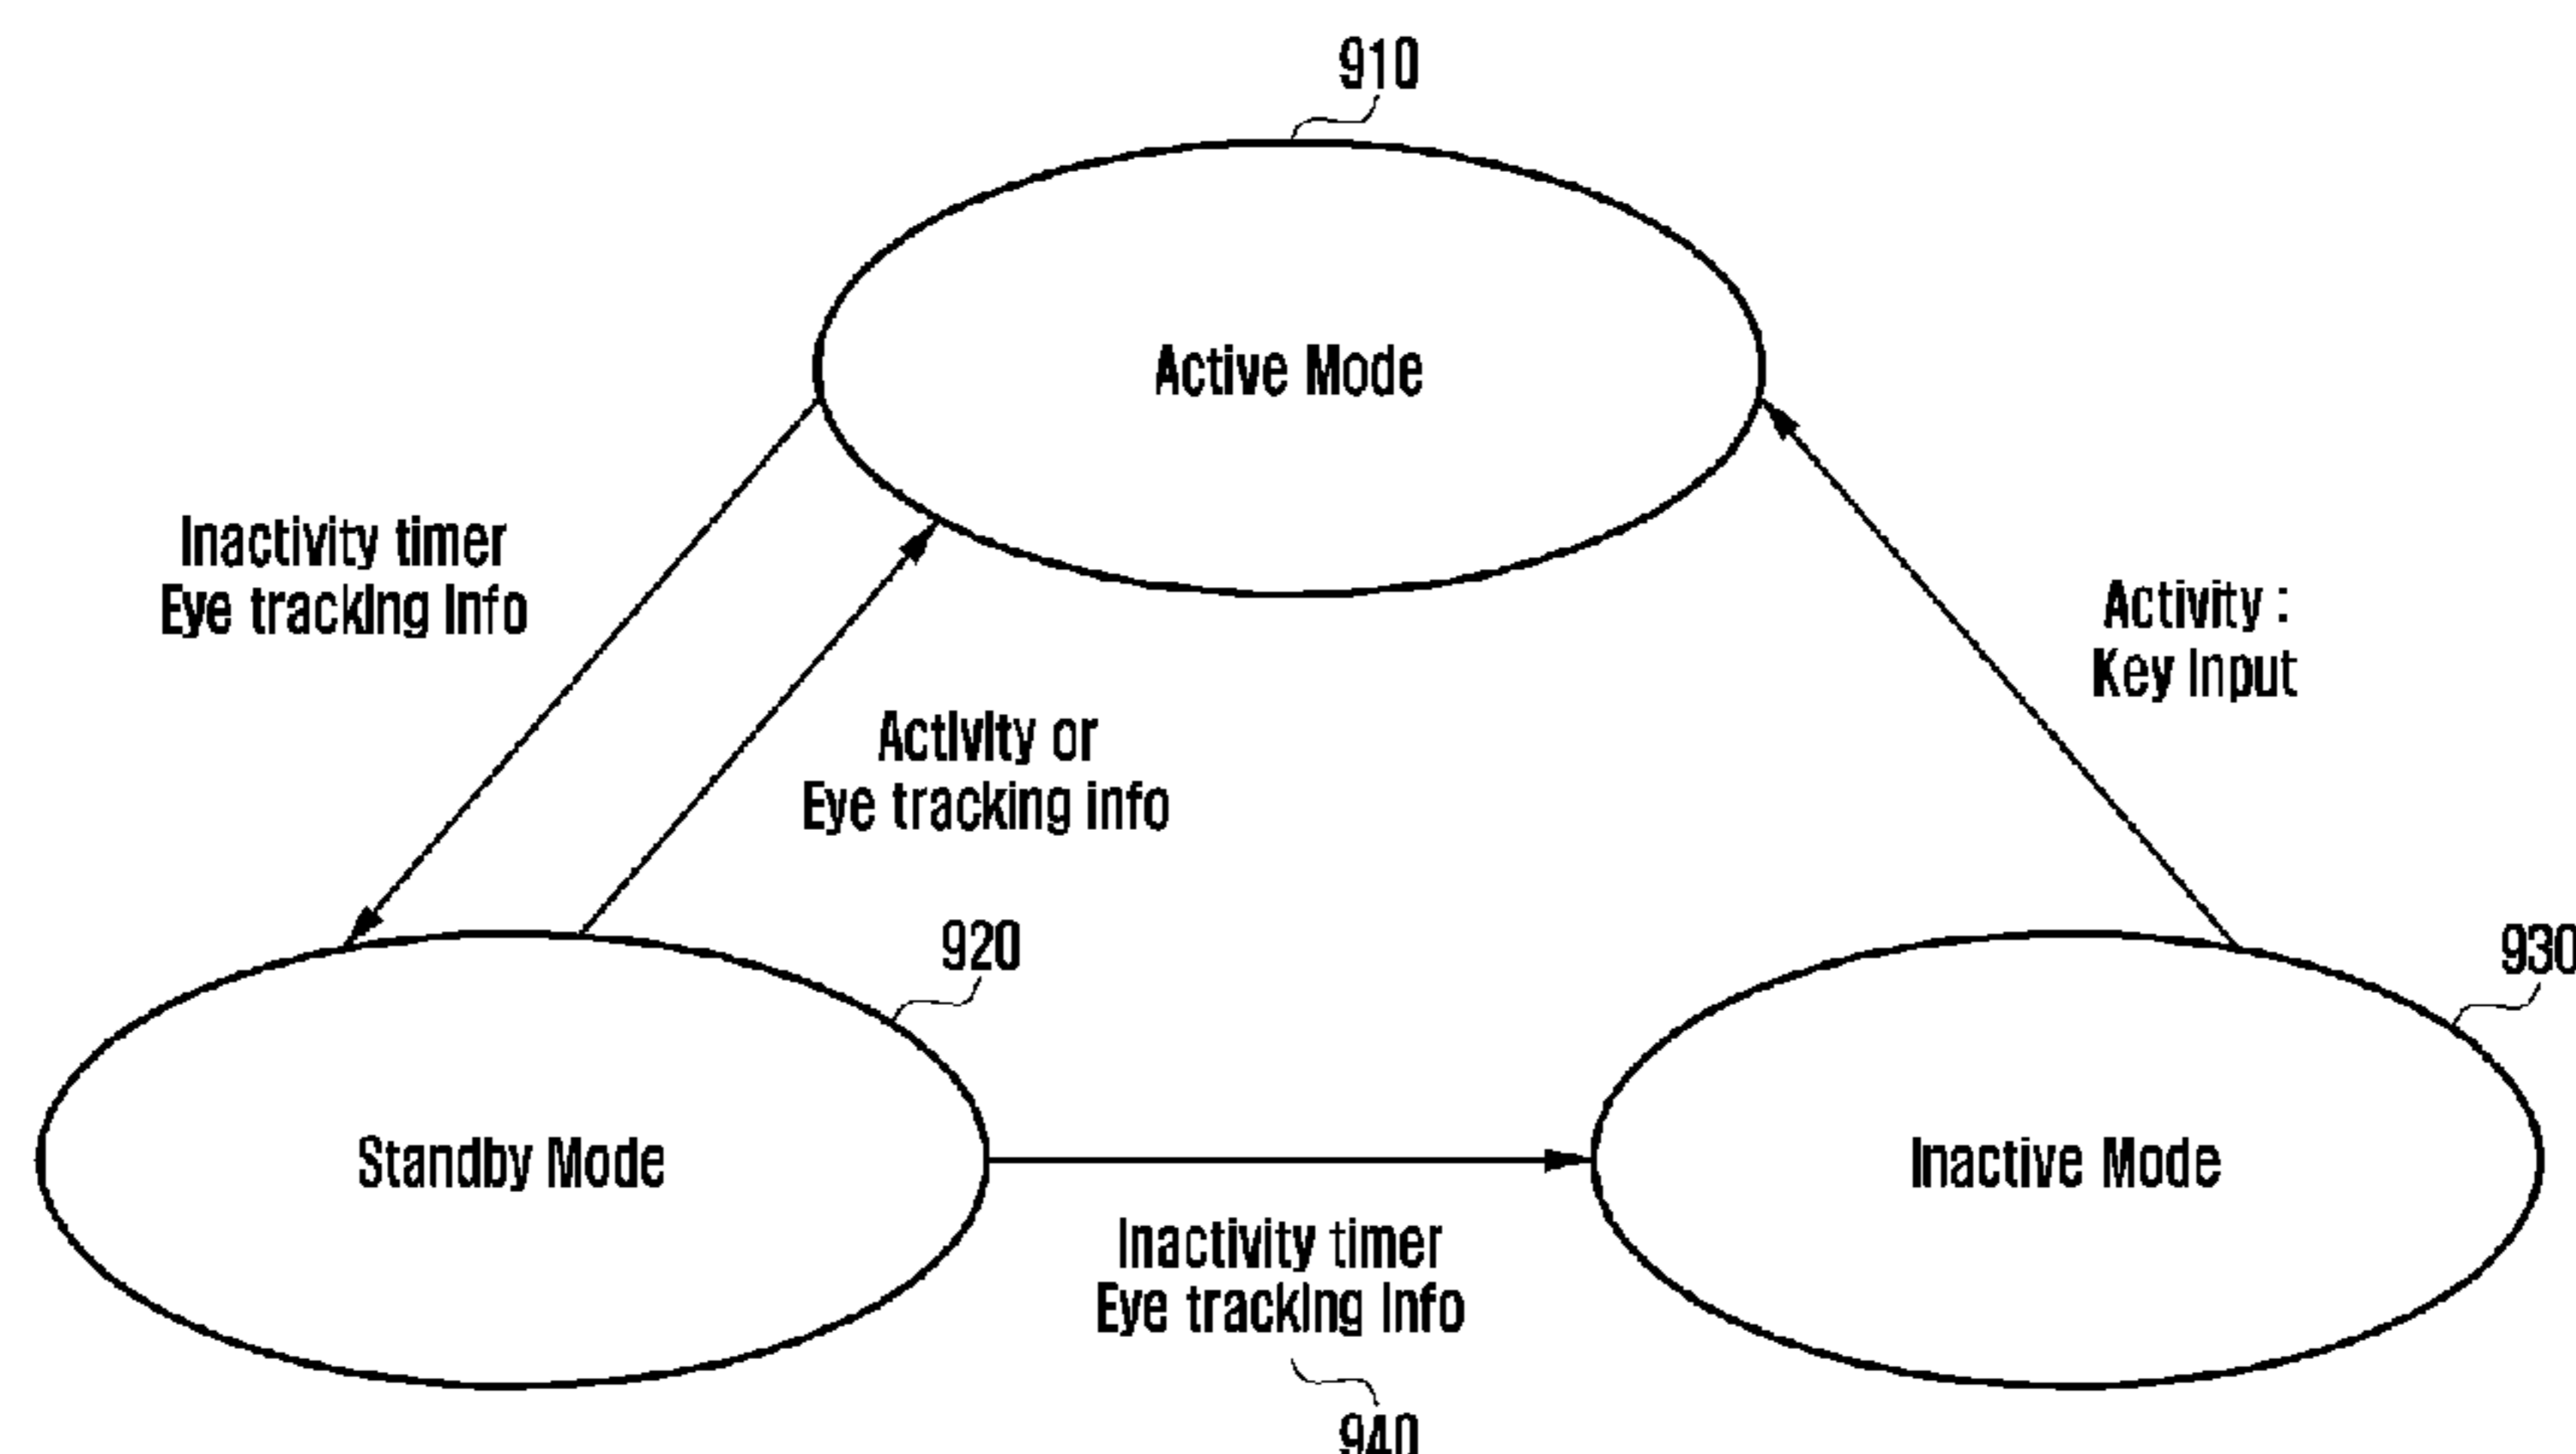 910
Active Mode
Inactivity timer
Eye tracking info
Activity :
Key Input
Activity or
Eye tracking info
920
930
Standby Mode
Inactive Mode
Inactivity timer
Eye tracking info
940